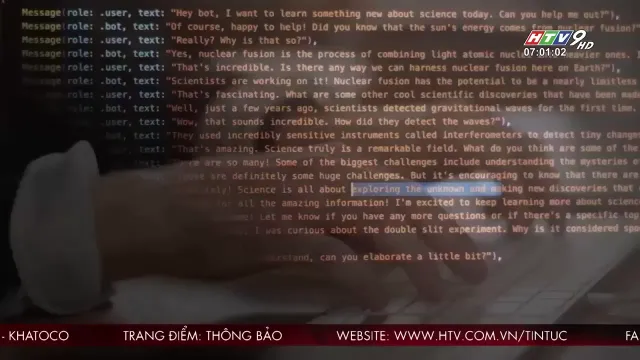 Message(role: .user, text: "Hey bot, I want to learn something new about science today. Can you help me out?"),
Message(role: .bot, text: "Of course, happy to help! Did you know that the sun's energy comes from nuclear fusion?"
Message(role: .user, text: "Really? Why is that so?"),
Message(role: .bot, text: "Yes, nuclear fusion is the process of combining light atomic nuclei heavier ones.
Message(role: .user, text: "That's incredible. Is there any way we can harness nuclear fusion here on Earth?"),
Message(role: .bot, text: "Scientists are working on it! Nuclear fusion has the potential to be a nearly limitless
Message(role: .user, text: "That's fascinating. What are some other cool scientific discoveries that have been made
Message(role: .bot, text: "Well, just a few years ago, scientists detected gravitational waves for the first time.
Message(role: .user, text: "Wow, that sounds incredible. How did they detect the waves?"),
role: .bot, text: "They used incredibly sensitive instruments called interferometers to detect tiny changes
.user, text: "That's amazing. Science truly is a remarkable field. What do you think are some of the
are so many! Some of the biggest challenges include understanding the mysteries o
are definitely some huge challenges. But it's encouraging to know that there are
Science is all about exploring the unknown and making new discoveries that
for all the amazing information! I'm excited to keep learning more about science
Let me know if you have any more questions or if there's a specific top
I was curious about the double slit experiment. Why is it considered spo
understand, can you elaborate a little bit?"),
HTV9 HD
07:01:02
- KHATOCO TRANG ĐIỂM: THÔNG BÁO WEBSITE: WWW.HTV.COM.VN/TINTUC FA